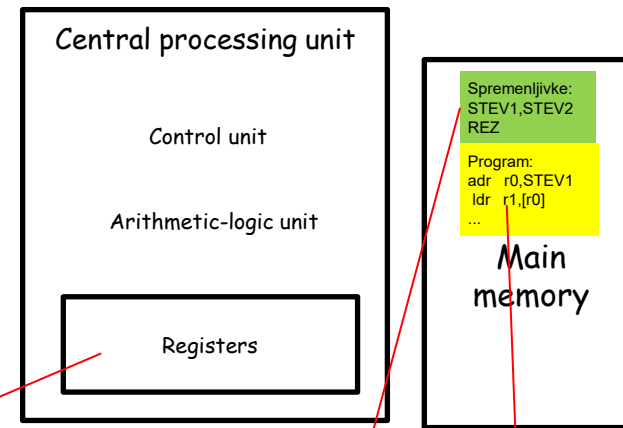 Central processing unit
Control unit
Arithmetic-logic unit
Registers
Spremenljivke:
STEV1,STEV2
REZ
Program:
adr r0,STEV1
ldr r1,[r0]
...
Main
memory